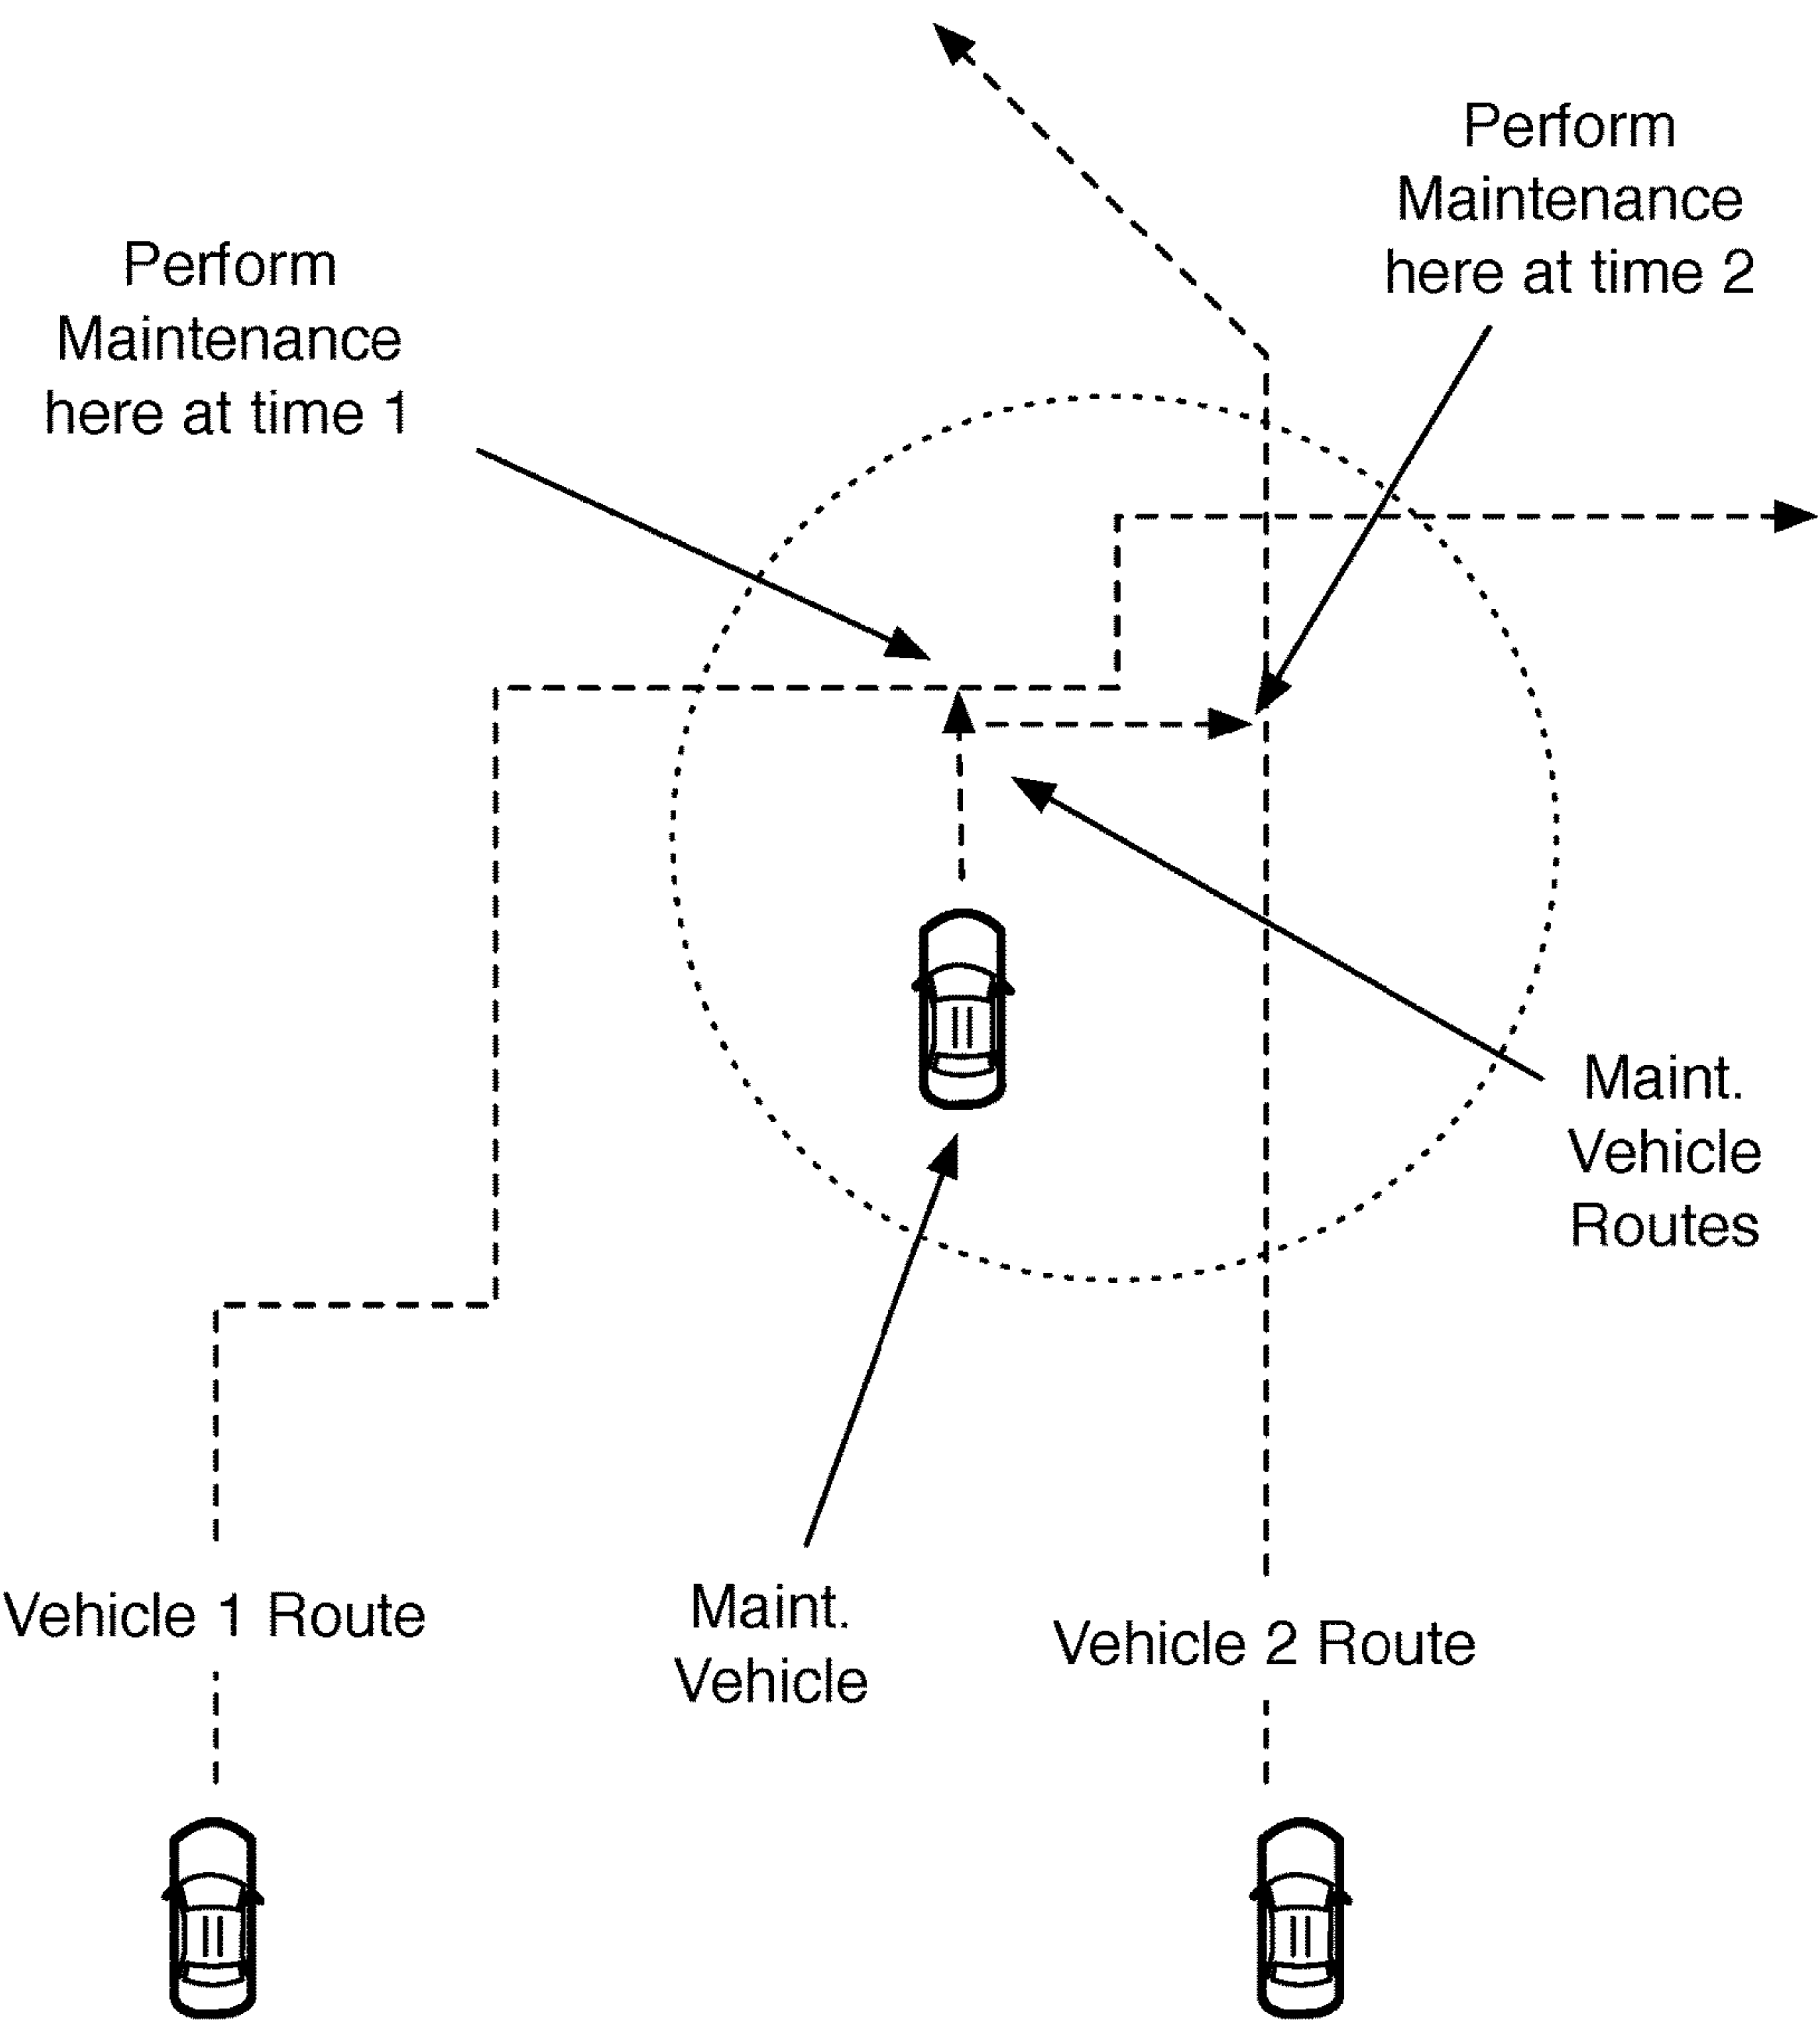 Perform
Maintenance
here at time 2
Perform
Maintenance
here at time 1
Maint.
Vehicle
Routes
Vehicle 1 Route
Maint.
Vehicle
Vehicle 2 Route